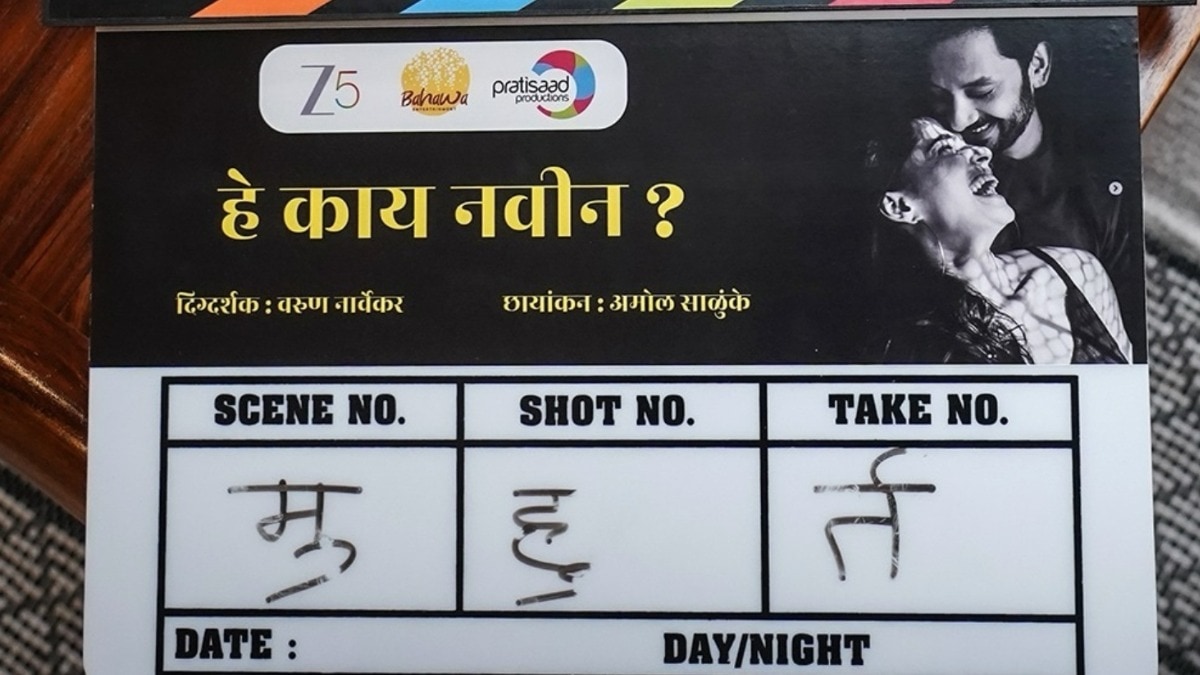 Z5 Bahawa ENTERTAINMENT pratisaad productions
हे काय नवीन ?
दिग्दर्शक : वरुण नार्वेकर छायांकन : अमोल साळुंके
SCENE NO. SHOT NO. TAKE NO.
मु हू र्त
DATE : DAY/NIGHT